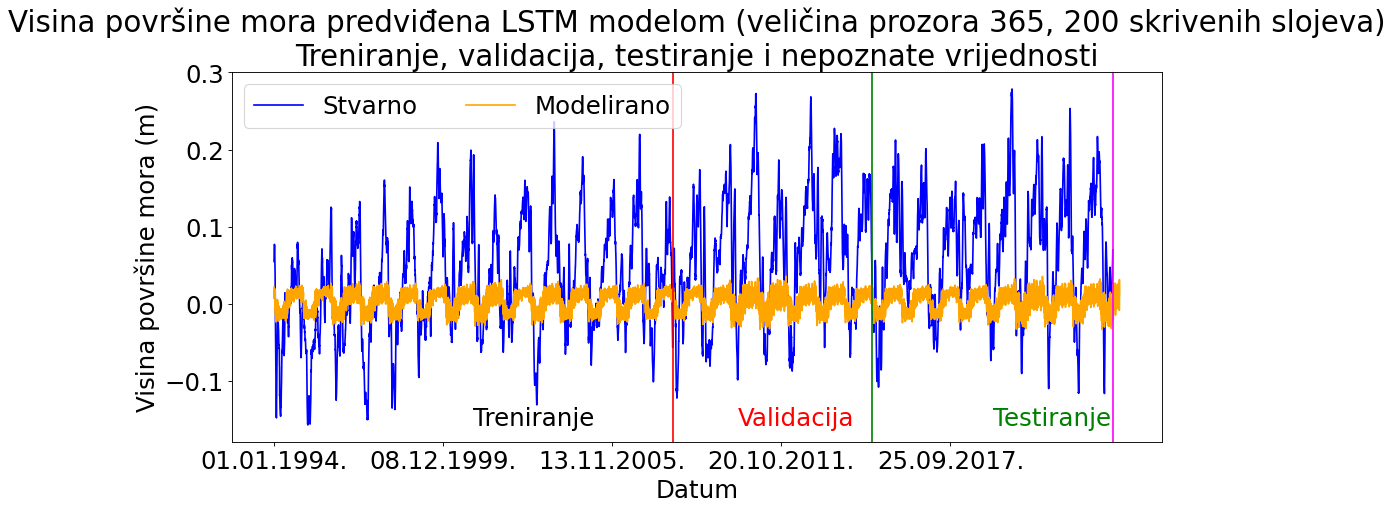 Visina površine mora predviđena LSTM modelom (veličina prozora 365, 200 skrivenih slojeva)
Treniranje, validacija, testiranje i nepoznate vrijednosti
Stvarno
Modelirano
Visina površine mora (m)
0.3
0.2
0.1
0.0
−0.1
Treniranje
Validacija
Testiranje
01.01.1994.
08.12.1999.
13.11.2005.
20.10.2011.
25.09.2017.
Datum